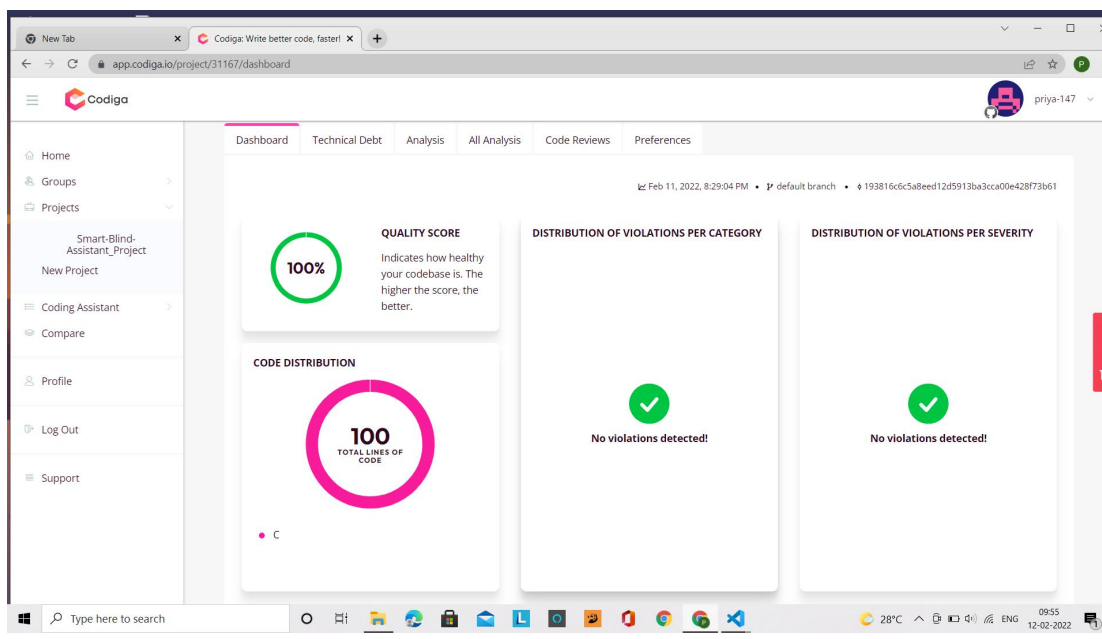 New Tab
Codiga: Write better code, faster!
app.codiga.io/project/31167/dashboard
P
Codiga
priya-147
Home
Groups
Projects
Smart-Blind-
Assistant_Project
New Project
Coding Assistant
Compare
Profile
Log Out
Support
Dashboard Technical Debt Analysis All Analysis Code Reviews Preferences
Feb 11, 2022, 8:29:04 PM • default branch • 193816c6c5a8eed12d5913ba3cca00e428f73b61
100%
QUALITY SCORE
Indicates how healthy
your codebase is. The
higher the score, the
better.
CODE DISTRIBUTION
100
TOTAL LINES OF
CODE
C
DISTRIBUTION OF VIOLATIONS PER CATEGORY
No violations detected!
DISTRIBUTION OF VIOLATIONS PER SEVERITY
No violations detected!
Type here to search
L
28°C
ENG
09:55
12-02-2022
1